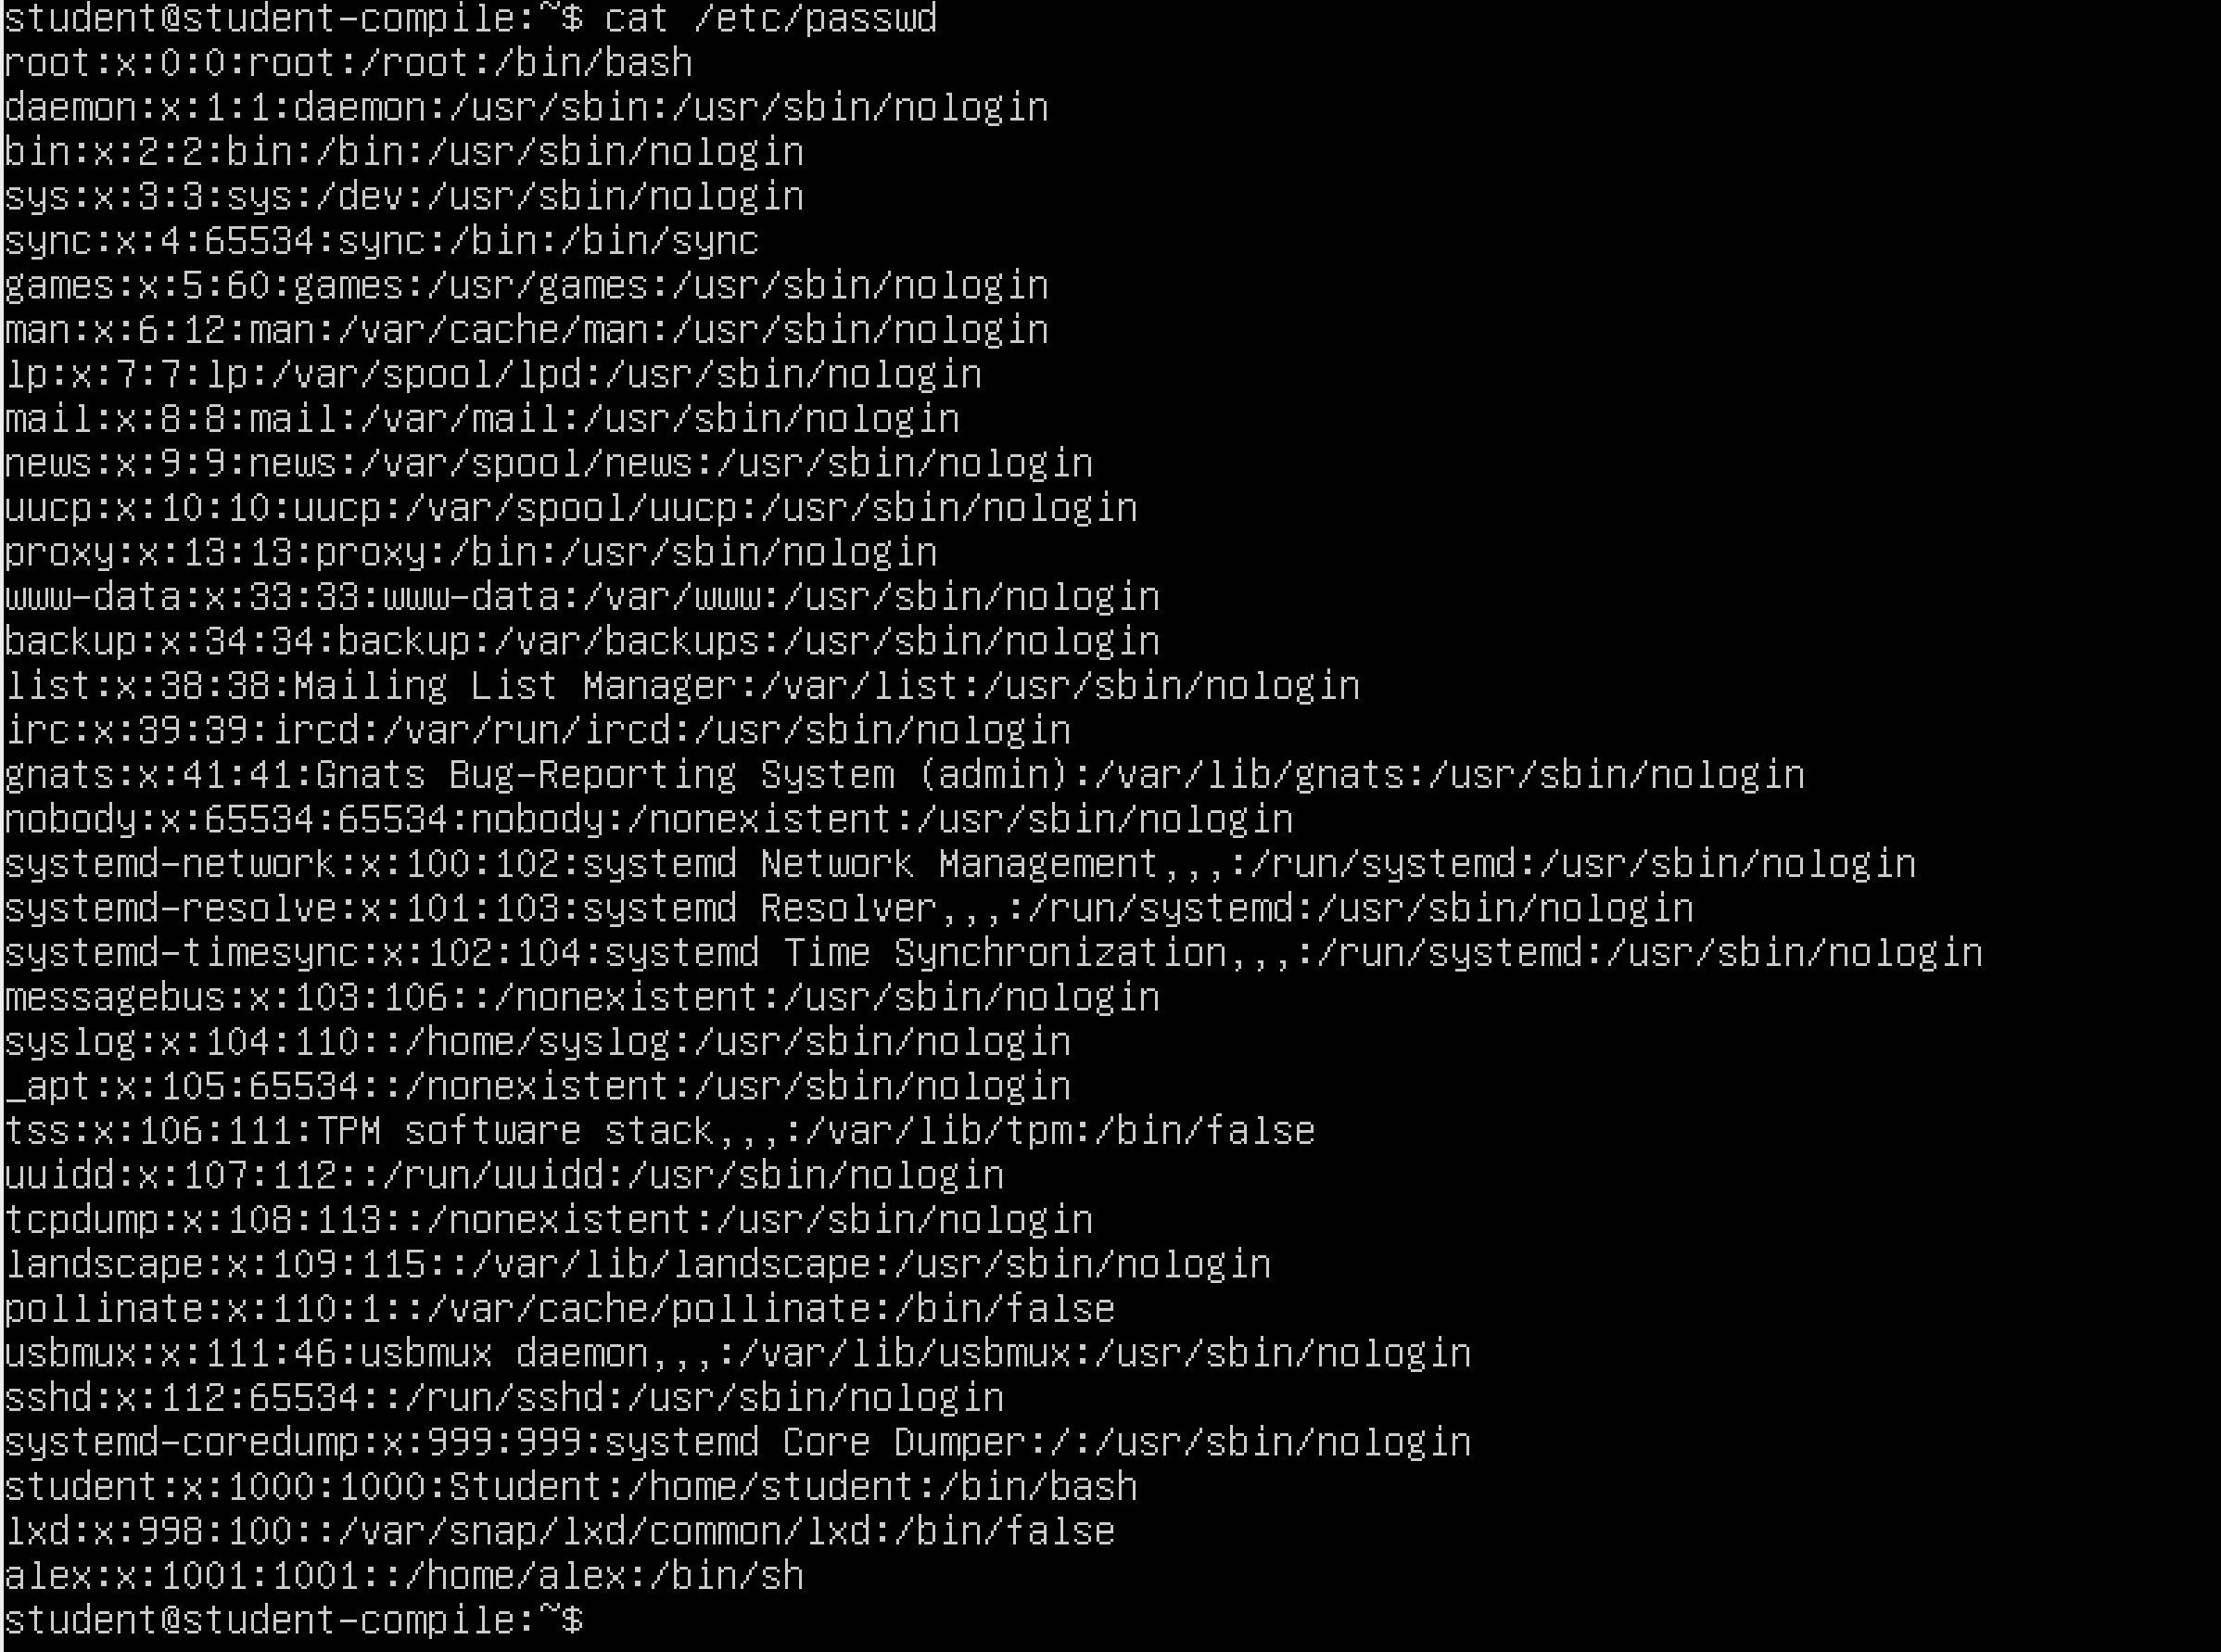 student@student-compile:~$ cat /etc/passwd
root:x:0:0:root:/root:/bin/bash
daemon:x:1:1:daemon:/usr/sbin:/usr/sbin/nologin
bin:x:2:2:bin:/bin:/usr/sbin/nologin
sys:x:3:3:sys:/dev:/usr/sbin/nologin
sync:x:4:65534:sync:/bin:/bin/sync
games:x:5:60:games:/usr/games:/usr/sbin/nologin
man:x:6:12:man:/var/cache/man:/usr/sbin/nologin
lp:x:7:7:lp:/var/spool/lpd:/usr/sbin/nologin
mail:x:8:8:mail:/var/mail:/usr/sbin/nologin
news:x:9:9:news:/var/spool/news:/usr/sbin/nologin
uucp:x:10:10:uucp:/var/spool/uucp:/usr/sbin/nologin
proxy:x:13:13:proxy:/bin:/usr/sbin/nologin
www-data:x:33:33:www-data:/var/www:/usr/sbin/nologin
backup:x:34:34:backup:/var/backups:/usr/sbin/nologin
list:x:38:38:Mailing List Manager:/var/list:/usr/sbin/nologin
irc:x:39:39:ircd:/var/run/ircd:/usr/sbin/nologin
gnats:x:41:41:Gnats Bug-Reporting System (admin):/var/lib/gnats:/usr/sbin/nologin
nobody:x:65534:65534:nobody:/nonexistent:/usr/sbin/nologin
systemd-network:x:100:102:systemd Network Management,,,:/run/systemd:/usr/sbin/nologin
systemd-resolve:x:101:103:systemd Resolver,,,:/run/systemd:/usr/sbin/nologin
systemd-timesync:x:102:104:systemd Time Synchronization,,,:/run/systemd:/usr/sbin/nologin
messagebus:x:103:106::/nonexistent:/usr/sbin/nologin
syslog:x:104:110::/home/syslog:/usr/sbin/nologin
_apt:x:105:65534::/nonexistent:/usr/sbin/nologin
tss:x:106:111:TPM software stack,,,:/var/lib/tpm:/bin/false
uuidd:x:107:112::/run/uuidd:/usr/sbin/nologin
tcpdump:x:108:113::/nonexistent:/usr/sbin/nologin
landscape:x:109:115::/var/lib/landscape:/usr/sbin/nologin
pollinate:x:110:1::/var/cache/pollinate:/bin/false
usbmux:x:111:46:usbmux daemon,,,:/var/lib/usbmux:/usr/sbin/nologin
sshd:x:112:65534::/run/sshd:/usr/sbin/nologin
systemd-coredump:x:999:999:systemd Core Dumper:/:/usr/sbin/nologin
student:x:1000:1000:Student:/home/student:/bin/bash
lxd:x:998:100::/var/snap/lxd/common/lxd:/bin/false
alex:x:1001:1001::/home/alex:/bin/sh
student@student-compile:~$